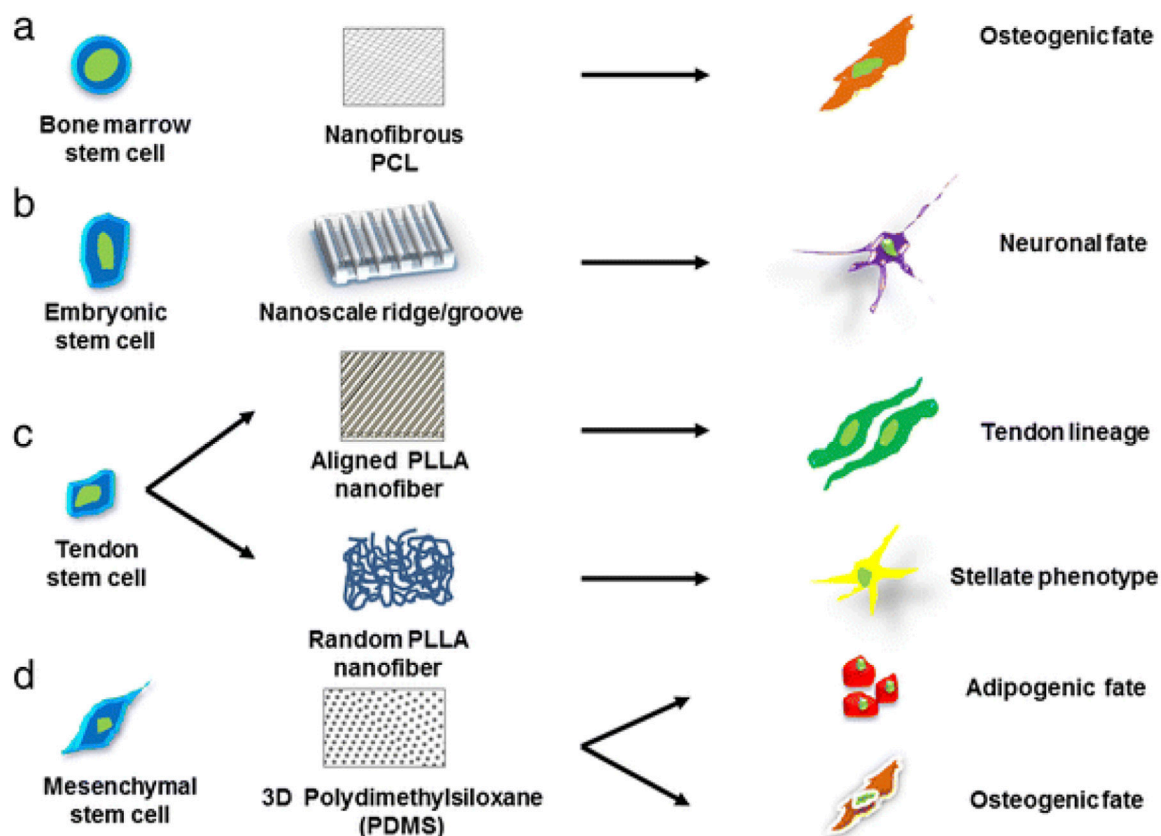 a
Bone marrow
stem cell
Nanofibrous
PCL
Osteogenic fate
b
Embryonic
stem cell
Nanoscale ridge/groove
Neuronal fate
c
Tendon
stem cell
Aligned PLLA
nanofiber
Tendon lineage
Random PLLA
nanofiber
Stellate phenotype
d
Mesenchymal
stem cell
3D Polydimethylsiloxane
(PDMS)
Adipogenic fate
Osteogenic fate